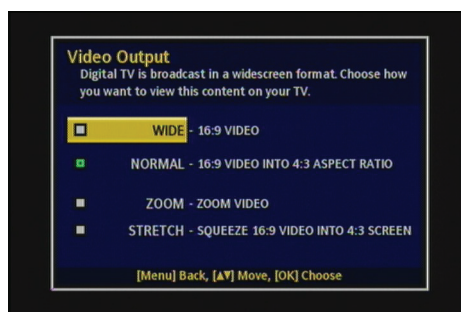 Video Output
Digital TV is broadcast in a widescreen format. Choose how
you want to view this content on your TV.
WIDE - 16:9 VIDEO
NORMAL - 16:9 VIDEO INTO 4:3 ASPECT RATIO
ZOOM - ZOOM VIDEO
STRETCH - SQUEEZE 16:9 VIDEO INTO 4:3 SCREEN
[Menu] Back, [▲▼] Move, [OK] Choose